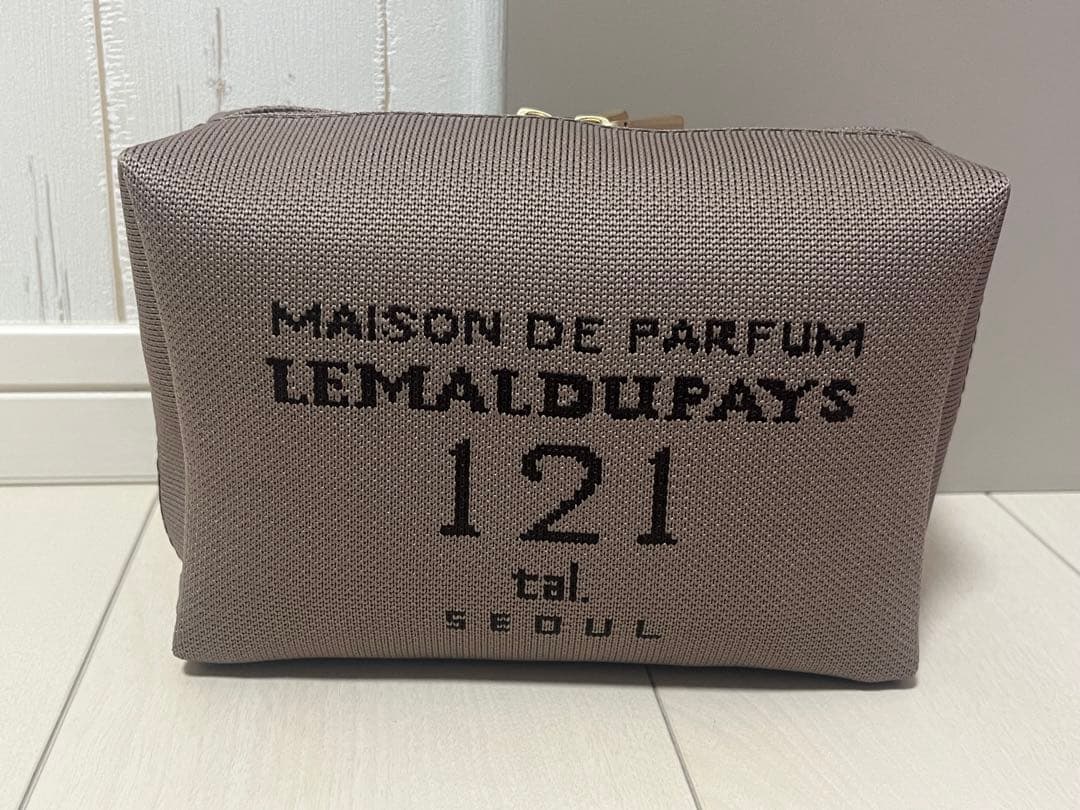 MAISON DE PARFUM
LEMALDUPAYS
121
tal.
SEOUL